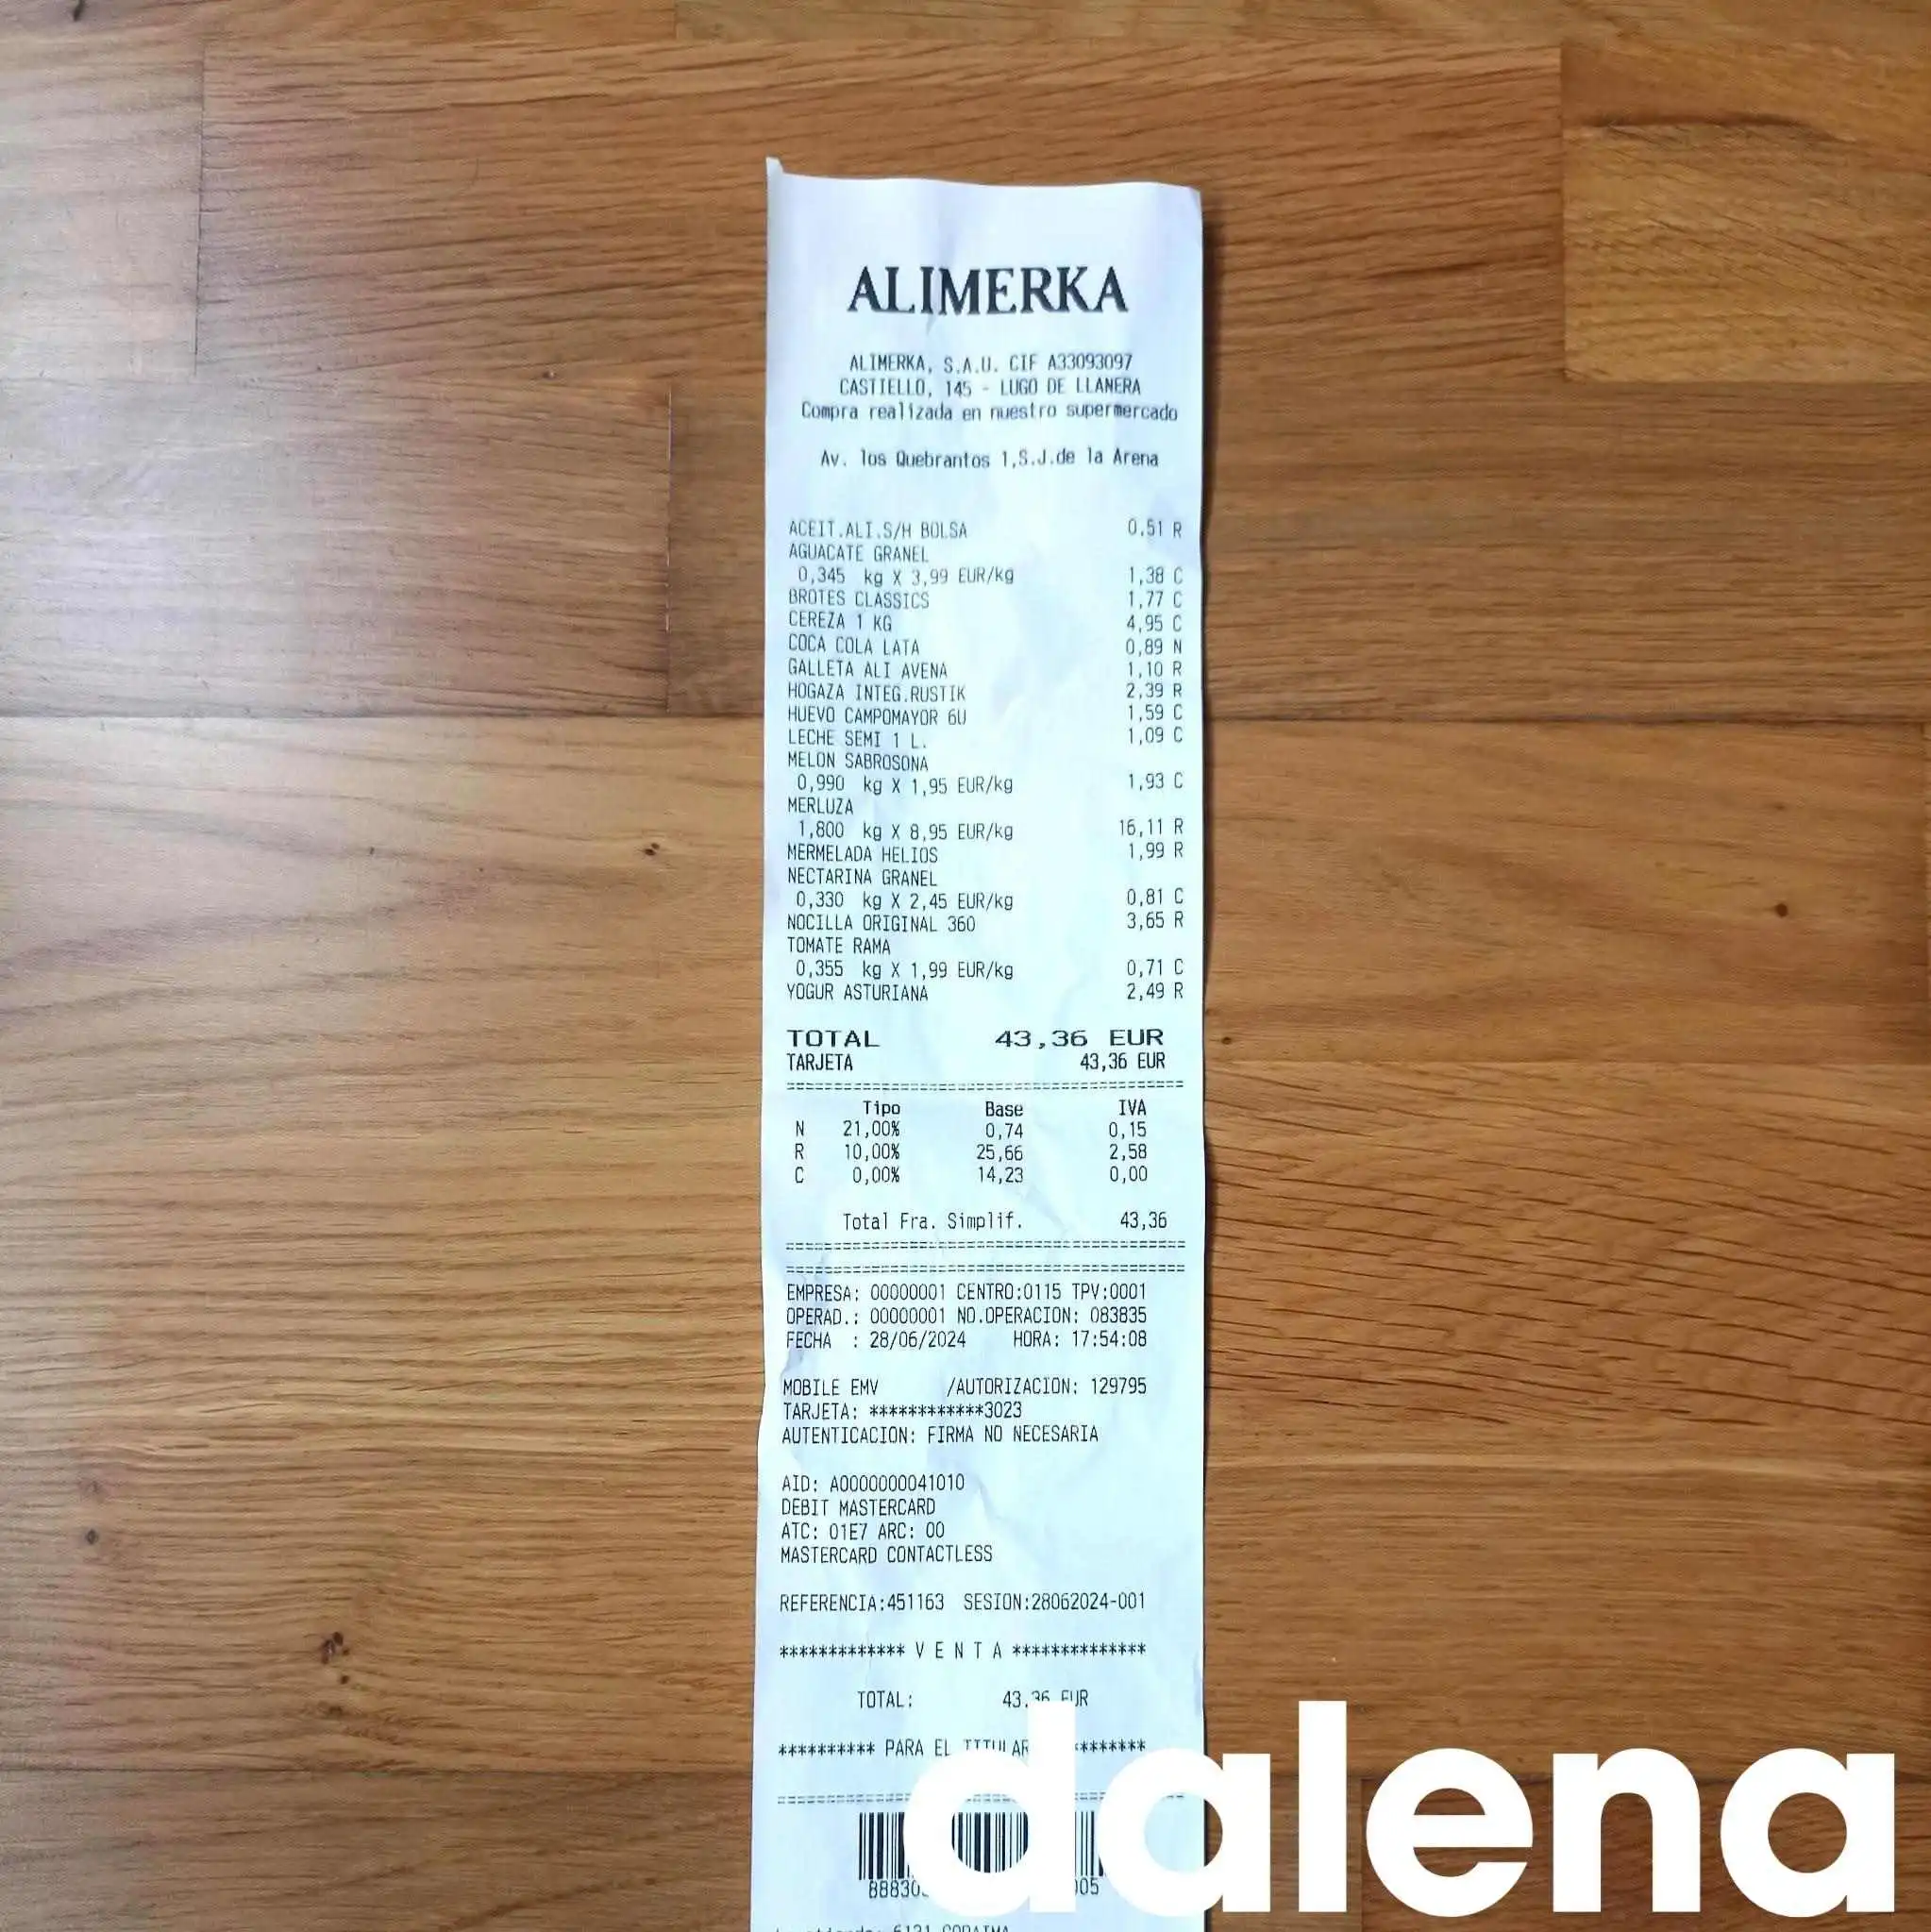 ALIMERKA
ALIMERKA, S.A.U. CIF A33093097
CASTIELLO, 145 - LUGO DE LLANERA
Compra realizada en nuestro supermercado
Av. los Quebrantos 1,S.J.de la Arena
ACEIT.ALI.S/H BOLSA 0,51 R
AGUACATE GRANEL
0,345 kg X 3,99 EUR/kg 1,38 C
BROTES CLASSICS 1,77 C
CEREZA 1 KG 4,95 C
COCA COLA LATA 0,89 N
GALLETA ALI AVENA 1,10 R
HOGAZA INTEG.RUSTIK 2,39 R
HUEVO CAMPOMAYOR 6U 1,59 C
LECHE SEMI 1 L. 1,09 C
MELON SABROSONA
0,990 kg X 1,95 EUR/kg 1,93 C
MERLUZA
1,800 kg X 8,95 EUR/kg 16,11 R
MERMELADA HELIOS 1,99 R
NECTARINA GRANEL
0,330 kg X 2,45 EUR/kg 0,81 C
NOCILLA ORIGINAL 360 3,65 R
TOMATE RAMA
0,355 kg X 1,99 EUR/kg 0,71 C
YOGUR ASTURIANA 2,49 R
TOTAL 43,36 EUR
TARJETA 43,36 EUR
==========================================
Tipo Base IVA
N 21,00% 0,74 0,15
R 10,00% 25,66 2,58
C 0,00% 14,23 0,00
Total Fra. Simplif. 43,36
==========================================
==========================================
EMPRESA: 00000001 CENTRO:0115 TPV:0001
OPERAD.: 00000001 NO.OPERACION: 083835
FECHA : 28/06/2024 HORA: 17:54:08
MOBILE EMV /AUTORIZACION: 129795
TARJETA: ************3023
AUTENTICACION: FIRMA NO NECESARIA
AID: A0000000041010
DEBIT MASTERCARD
ATC: 01E7 ARC: 00
MASTERCARD CONTACTLESS
REFERENCIA:451163 SESION:28062024-001
************* V E N T A **************
TOTAL: 43,36 EUR
********** PARA EL TITULAR ********
dalena